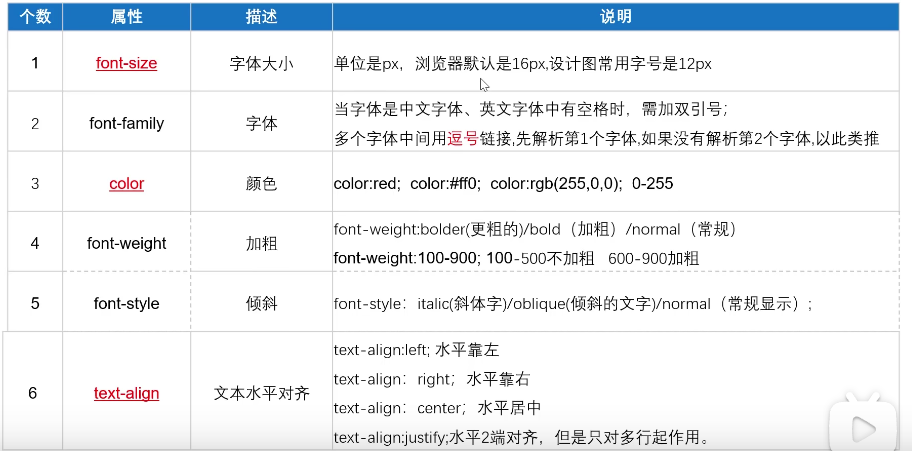 个数 属性 描述 说明
1 font-size 字体大小 单位是px，浏览器默认是16px,设计图常用字号是12px
2 font-family 字体 当字体是中文字体、英文字体中有空格时，需加双引号；
多个字体中间用逗号链接,先解析第1个字体,如果没有解析第2个字体,以此类推
3 color 颜色 color:red; color:#ff0; color:rgb(255,0,0); 0-255
4 font-weight 加粗 font-weight:bolder(更粗的)/bold（加粗）/normal（常规）
font-weight:100-900; 100-500不加粗 600-900加粗
5 font-style 倾斜 font-style：italic(斜体字)/oblique(倾斜的文字)/normal（常规显示）;
6 text-align 文本水平对齐 text-align:left; 水平靠左
text-align：right；水平靠右
text-align：center；水平居中
text-align:justify;水平2端对齐，但是只对多行起作用。